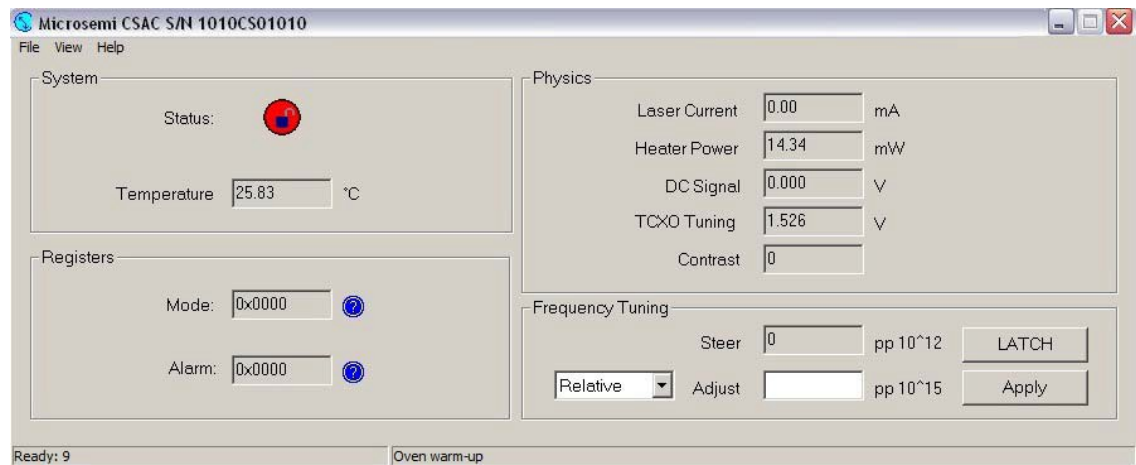 Microsemi CSAC S/N 1010CS01010
File View Help
System
Status:
Temperature 25.83 °C
Registers
Mode: 0x0000 ?
Alarm: 0x0000 ?
Physics
Laser Current 0.00 mA
Heater Power 14.34 mW
DC Signal 0.000 V
TCXO Tuning 1.526 V
Contrast 0
Frequency Tuning
Steer 0 pp 10^12 LATCH
Relative Adjust pp 10^15 Apply
Ready: 9 Oven warm-up